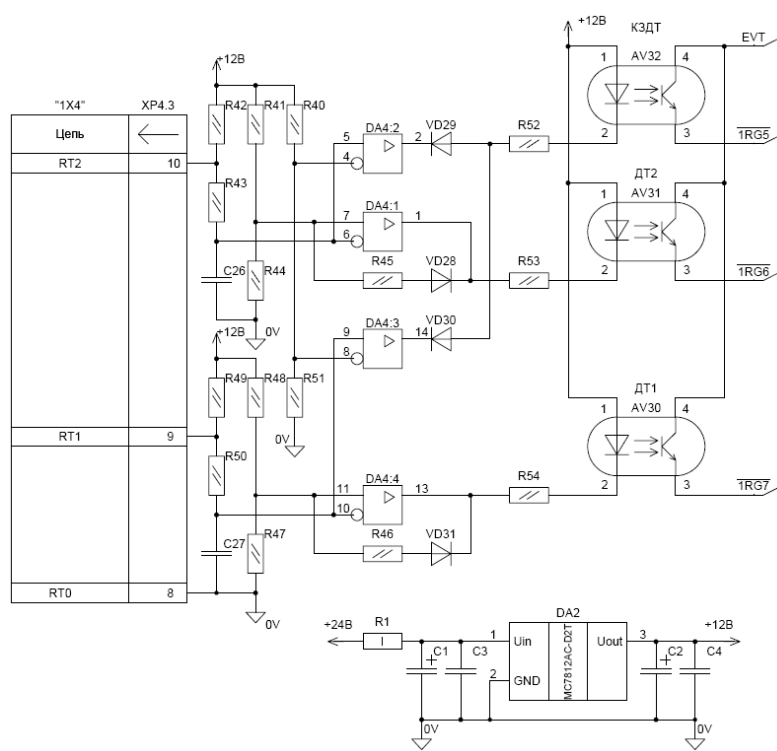 +12В
КЗДТ
EVT
AV32
1
4
2
3
1RG5
"1X4"
XP4.3
Цепь
RT2
10
+12В
R42
R41
R40
R43
C26
R44
0V
5
4
DA4:2
2
VD29
R52
7
6
DA4:1
1
R45
VD28
R53
ДТ2
AV31
1
4
2
3
1RG6
+12В
R49
R48
R51
0V
9
8
DA4:3
14
VD30
ДТ1
AV30
1
4
2
3
1RG7
RT1
9
R50
C27
R47
0V
11
10
DA4:4
13
R46
VD31
R54
RT0
8
+24В
R1
I
C1
+
C3
DA2
1
Uin
2
GND
MC7812AC-D2T
Uout
3
+
C2
C4
+12В
0V
0V